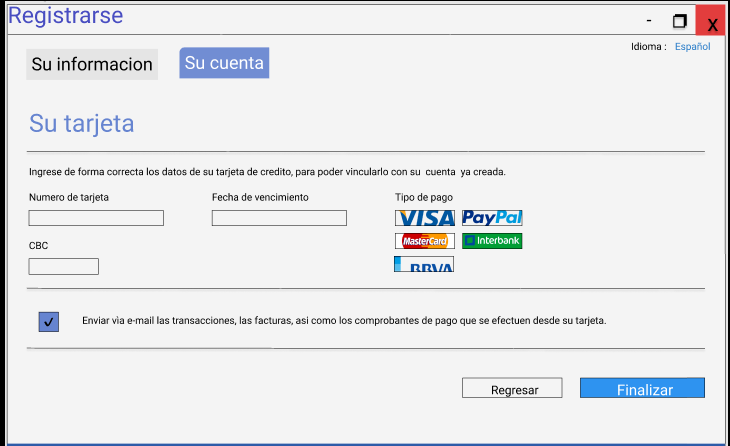 Registrarse
- X
Idioma : Español
Su informacion Su cuenta
Su tarjeta
Ingrese de forma correcta los datos de su tarjeta de credito, para poder vincularlo con su cuenta ya creada.
Numero de tarjeta Fecha de vencimiento Tipo de pago
VISA PayPal
MasterCard Interbank
CBC
BBVA
Enviar via e-mail las transacciones, las facturas, asi como los comprobantes de pago que se efectuen desde su tarjeta.
Regresar Finalizar